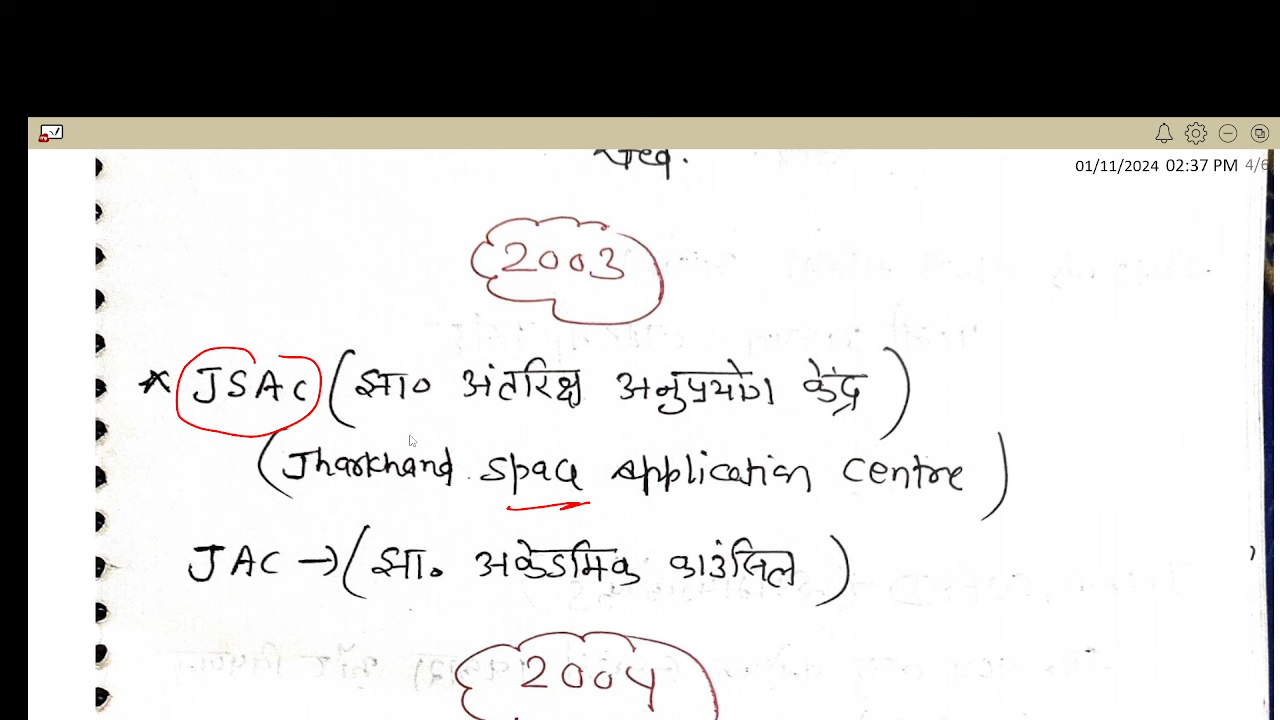 01/11/2024 02:37 PM 4/6
2003
* JSAC (झा० अंतरिक्ष अनुप्रयोग केंद्र)
(Jharkhand space application centre)
JAC → (झा० अकेडमिक काउंसिल)
2004